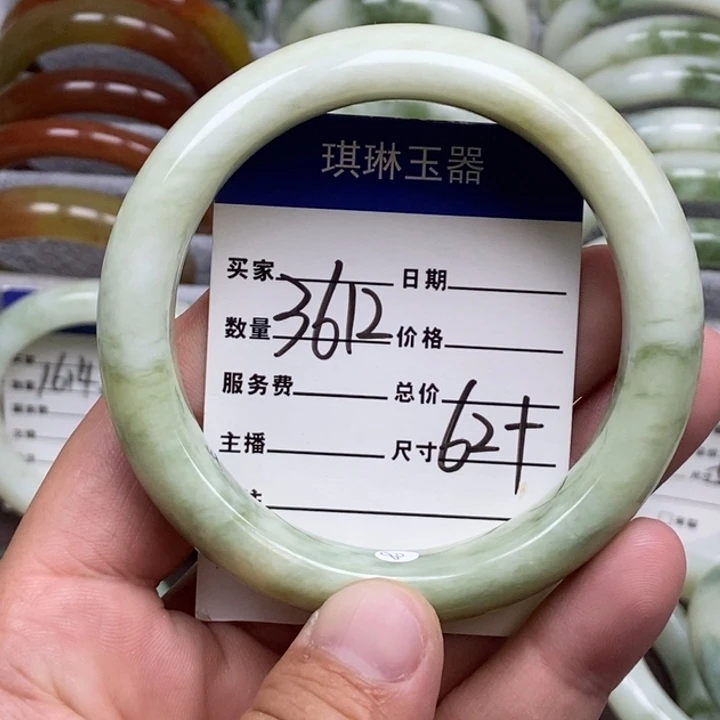 琪琳玉器
买家 日期
3612
数量 价格
服务费 总价
主播 尺寸 62+
7614